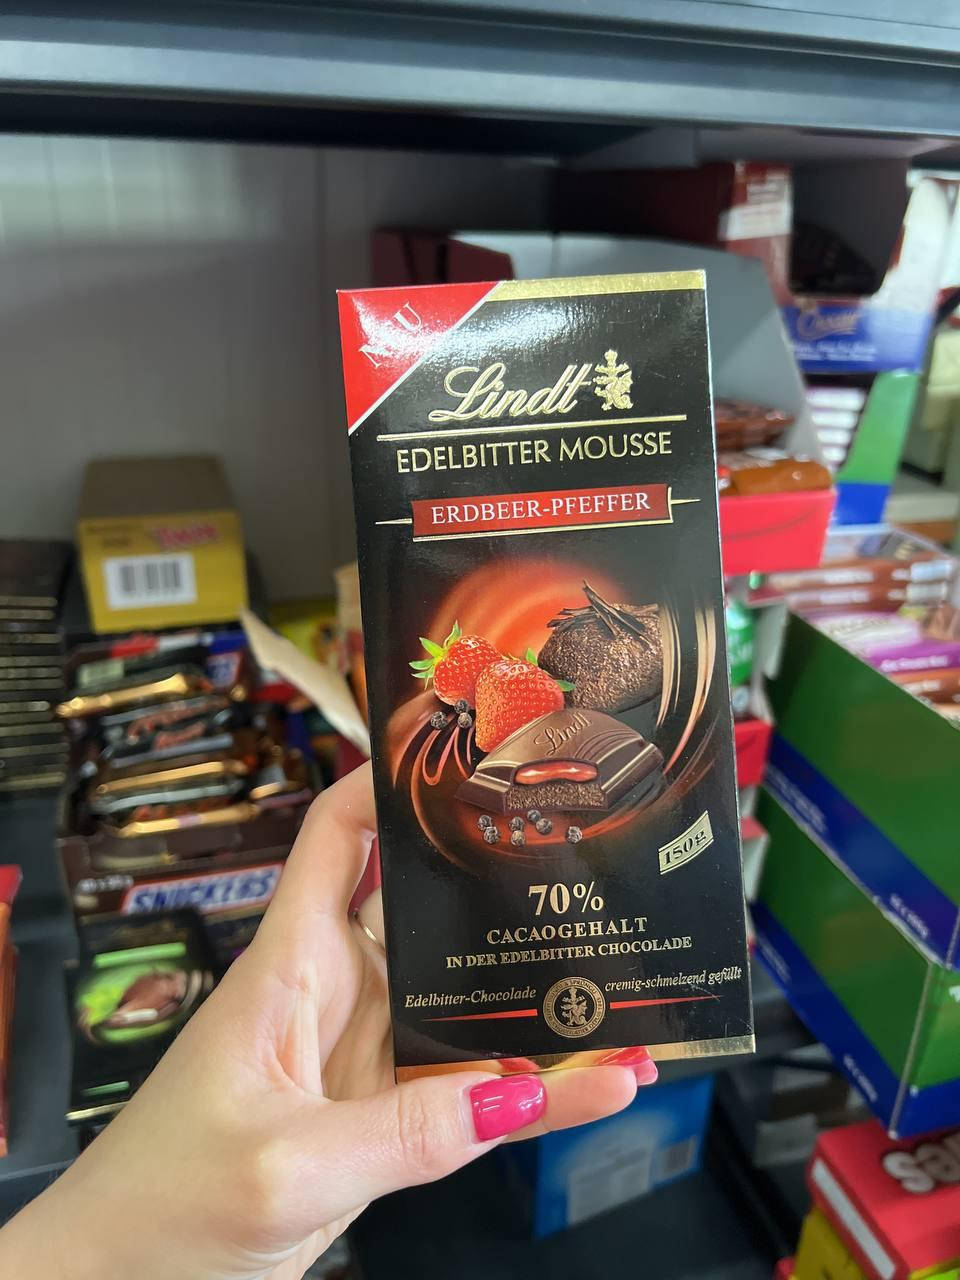 NEU
Lindt
EDELBITTER MOUSSE
ERDBEER-PFEFFER
Lindt
150g
70%
CACAOGEHALT
IN DER EDELBITTER CHOCOLADE
Edelbitter-Chocolade
cremig-schmelzend gefüllt
Twix
SNICKERS